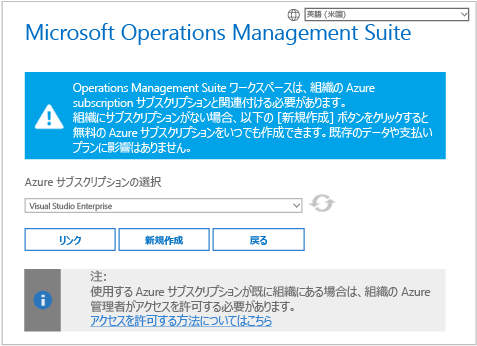 英語 (米国)
Microsoft Operations Management Suite
Operations Management Suite ワークスペースは、組織の Azure
subscription サブスクリプションと関連付ける必要があります。
組織にサブスクリプションがない場合、以下の [新規作成] ボタンをクリックすると
無料の Azure サブスクリプションをいつでも作成できます。既存のデータや支払い
プランに影響はありません。
Azure サブスクリプションの選択
Visual Studio Enterprise
リンク 新規作成 戻る
注:
使用する Azure サブスクリプションが既に組織にある場合は、組織の Azure
管理者がアクセスを許可する必要があります。
アクセスを許可する方法についてはこちら